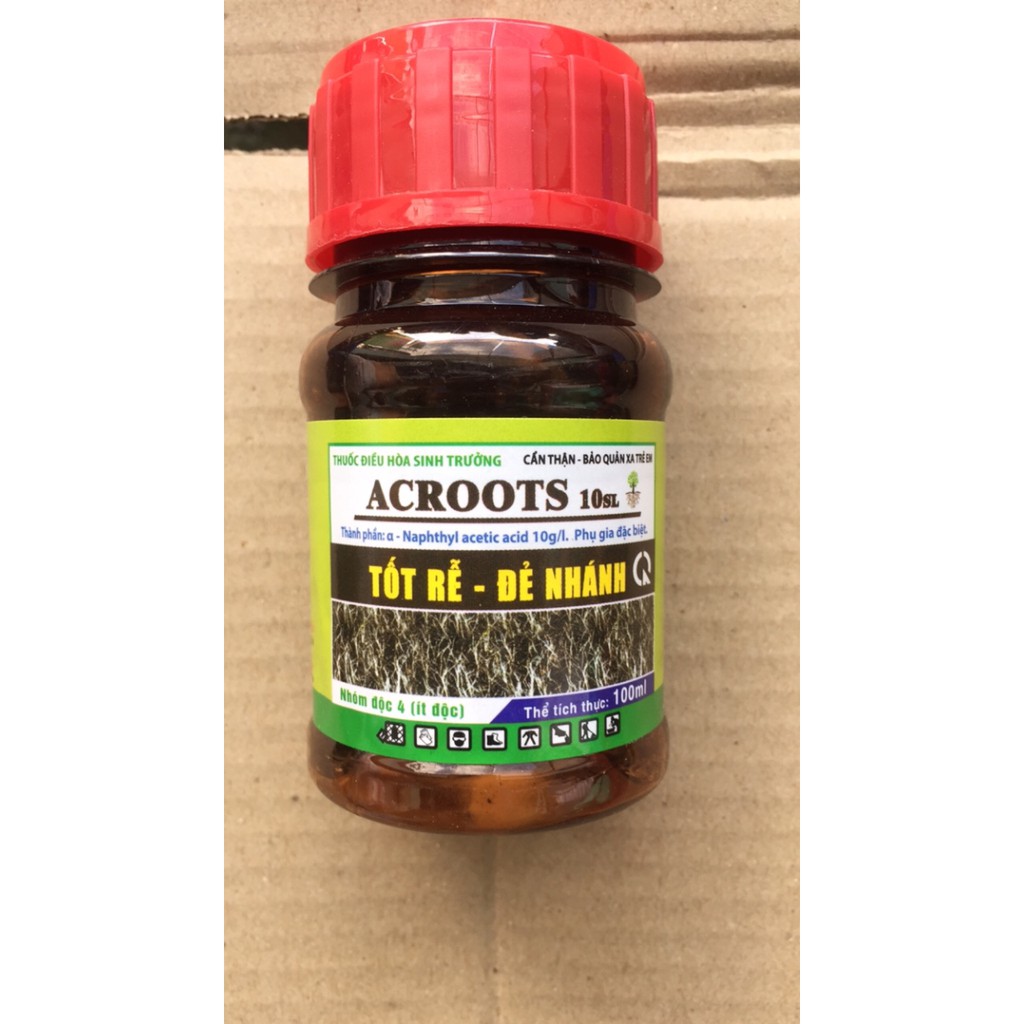 THUỐC ĐIỀU HÒA SINH TRƯỞNG CẨN THẬN - BẢO QUẢN XA TRẺ EM
ACROOTS 10SL
Thành phần: α - Naphthyl acetic acid 10g/l. Phụ gia đặc biệt.
TỐT RỄ - ĐẺ NHÁNH
Nhóm độc 4 (ít độc) Thể tích thực: 100ml